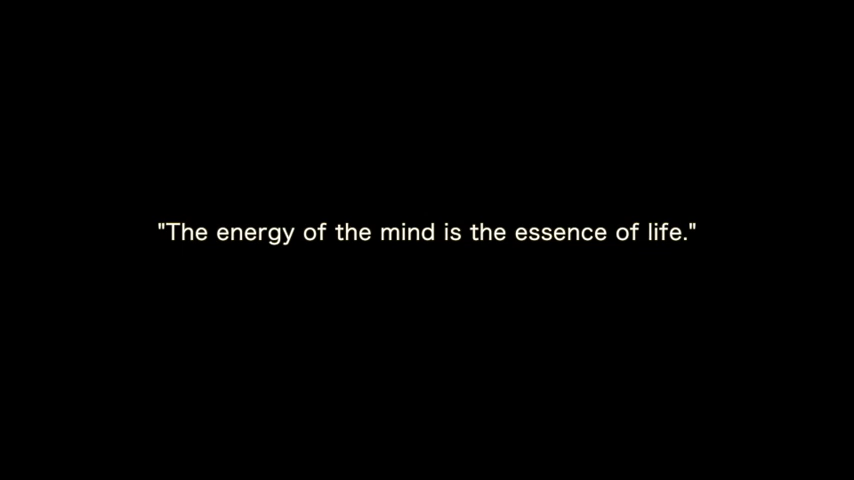 "The energy of the mind is the essence of life."